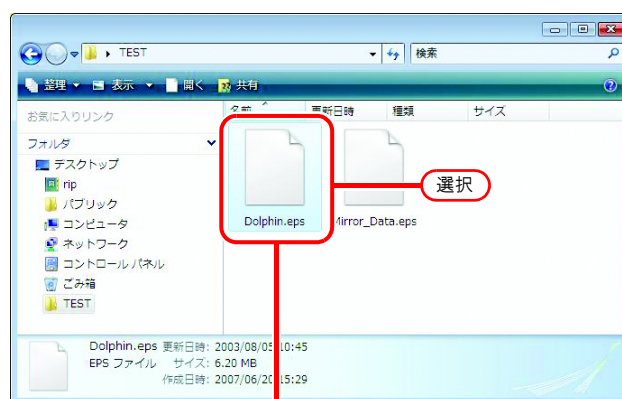 TEST
検索
整理 表示 開く 共有
名前 更新日時 種類 サイズ
お気に入りリンク
フォルダ
デスクトップ
rip
パブリック
コンピュータ
ネットワーク
コントロール パネル
ごみ箱
TEST
Dolphin.eps
Mirror_Data.eps
選択
Dolphin.eps 更新日時: 2003/08/05 10:45
EPS ファイル サイズ: 6.20 MB
作成日時: 2007/06/20 15:29